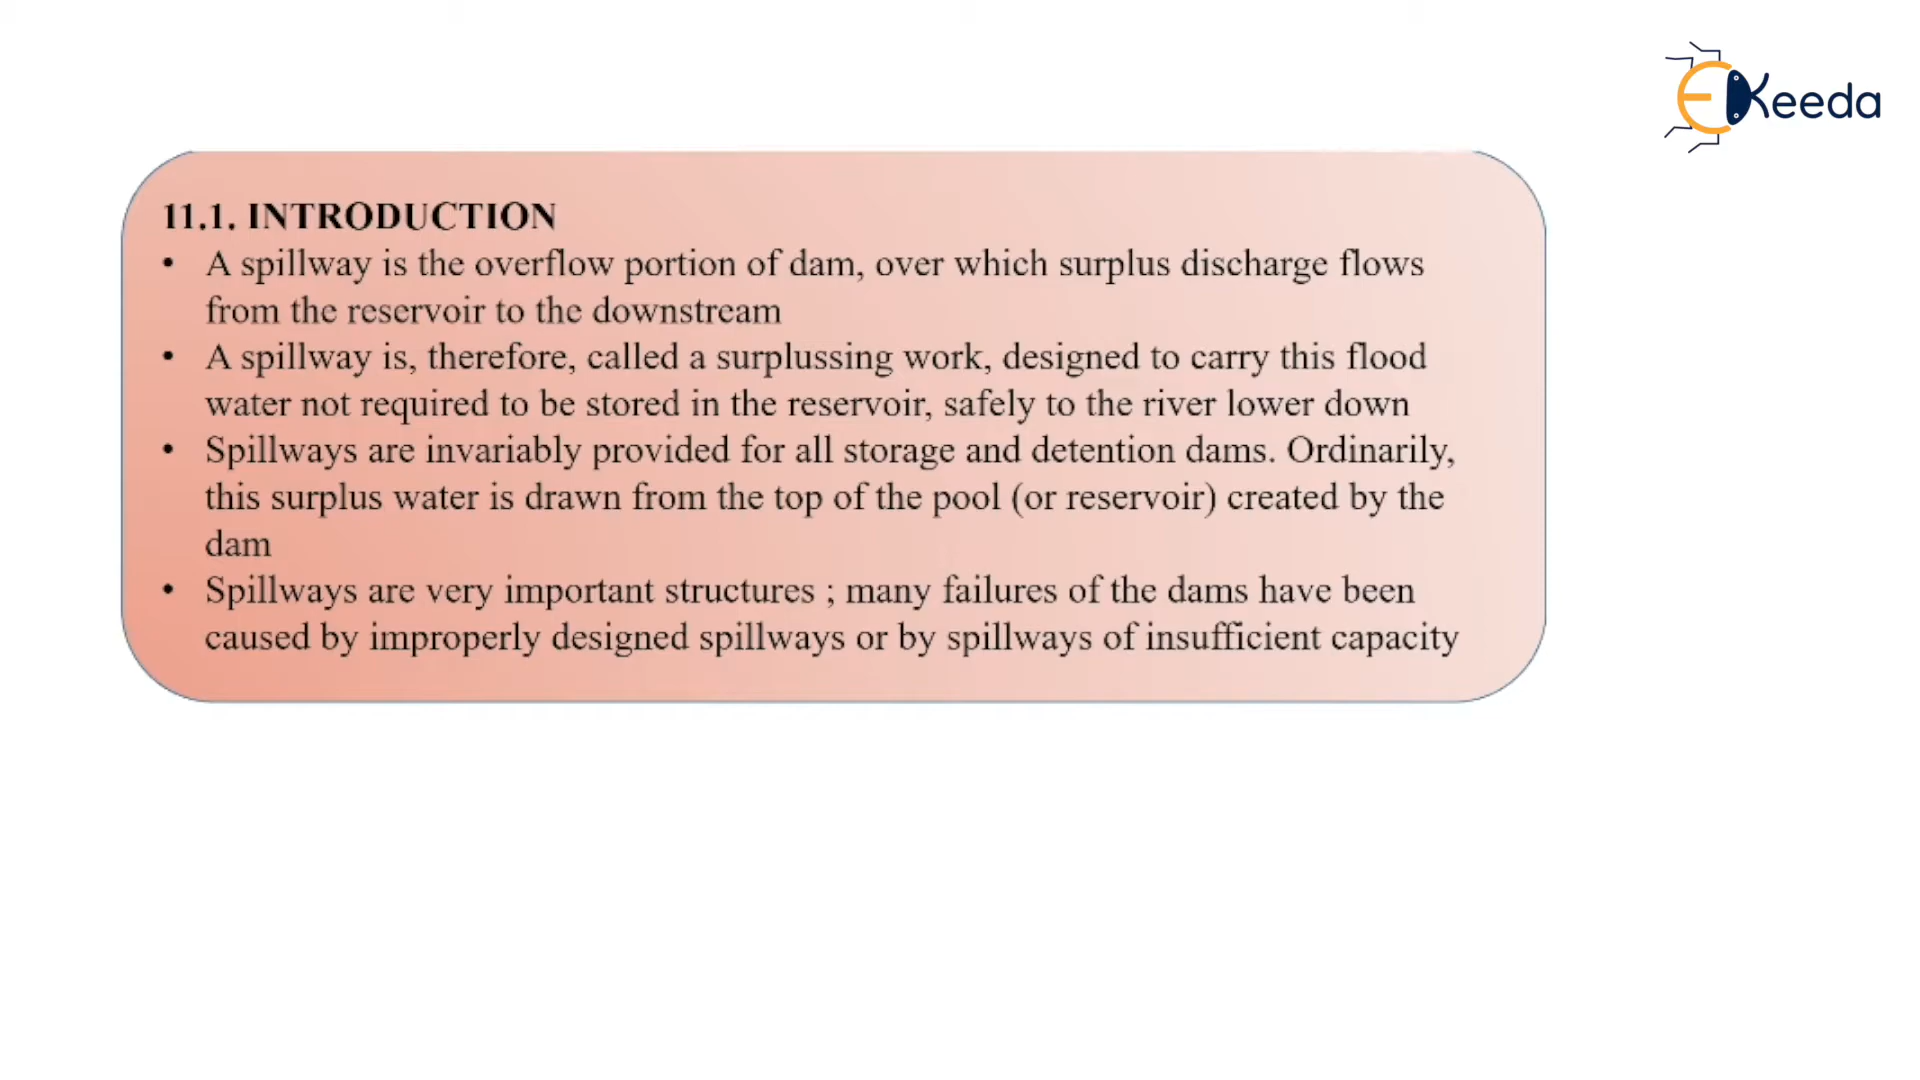 EKeeda
11.1. INTRODUCTION
• A spillway is the overflow portion of dam, over which surplus discharge flows
from the reservoir to the downstream
• A spillway is, therefore, called a surplussing work, designed to carry this flood
water not required to be stored in the reservoir, safely to the river lower down
• Spillways are invariably provided for all storage and detention dams. Ordinarily,
this surplus water is drawn from the top of the pool (or reservoir) created by the
dam
• Spillways are very important structures ; many failures of the dams have been
caused by improperly designed spillways or by spillways of insufficient capacity